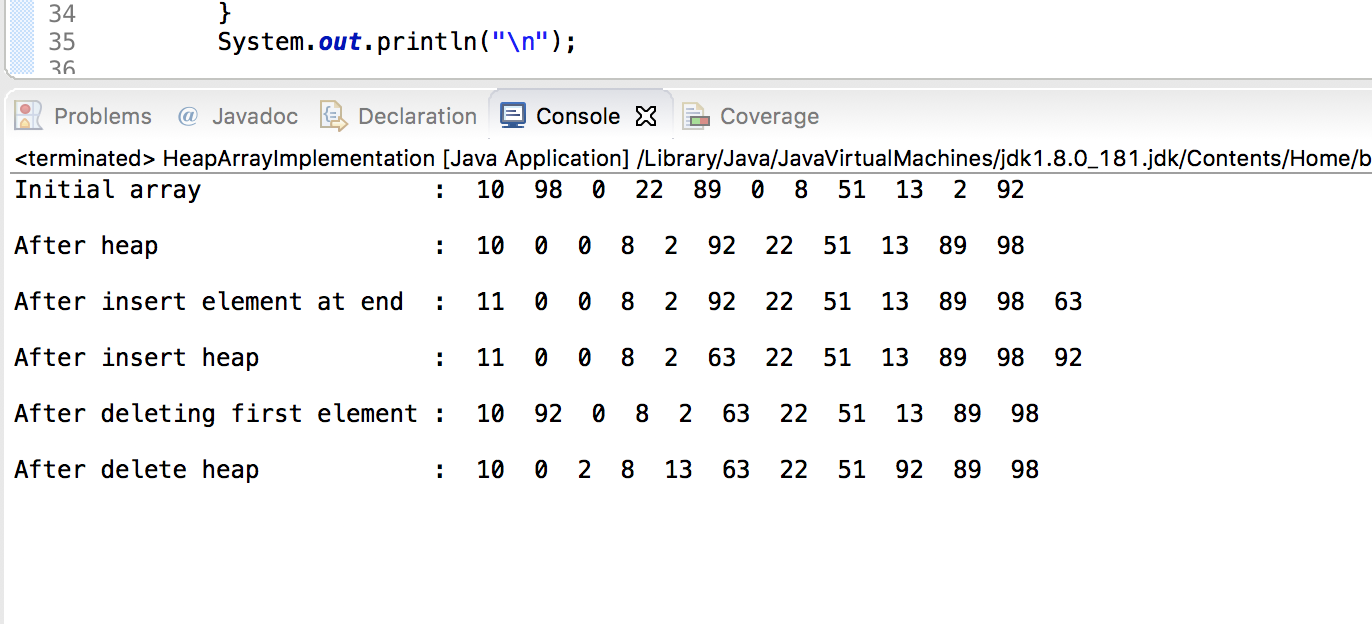 34 }
35 System.out.println("\n");
36
Problems @ Javadoc Declaration Console Coverage
<terminated> HeapArrayImplementation [Java Application] /Library/Java/JavaVirtualMachines/jdk1.8.0_181.jdk/Contents/Home/b
Initial array : 10 98 0 22 89 0 8 51 13 2 92
After heap : 10 0 0 8 2 92 22 51 13 89 98
After insert element at end : 11 0 0 8 2 92 22 51 13 89 98 63
After insert heap : 11 0 0 8 2 63 22 51 13 89 98 92
After deleting first element : 10 92 0 8 2 63 22 51 13 89 98
After delete heap : 10 0 2 8 13 63 22 51 92 89 98